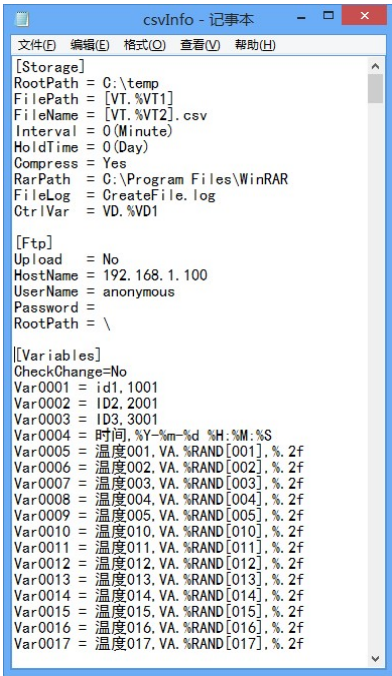 csvInfo - 记事本
文件(F) 编辑(E) 格式(O) 查看(V) 帮助(H)
[Storage]
RootPath = C:\temp
FilePath = [VT.%VT1]
FileName = [VT.%VT2].csv
Interval = 0(Minute)
HoldTime = 0(Day)
Compress = Yes
RarPath = C:\Program Files\WinRAR
FileLog = CreateFile.log
CtrlVar = VD.%VD1
[Ftp]
Upload = No
HostName = 192.168.1.100
UserName = anonymous
Password =
RootPath = \
[Variables]
CheckChange=No
Var0001 = id1,1001
Var0002 = ID2,2001
Var0003 = ID3,3001
Var0004 = 时间,%Y-%m-%d %H:%M:%S
Var0005 = 温度001,VA.%RAND[001],%.2f
Var0006 = 温度002,VA.%RAND[002],%.2f
Var0007 = 温度003,VA.%RAND[003],%.2f
Var0008 = 温度004,VA.%RAND[004],%.2f
Var0009 = 温度005,VA.%RAND[005],%.2f
Var0010 = 温度010,VA.%RAND[010],%.2f
Var0011 = 温度011,VA.%RAND[011],%.2f
Var0012 = 温度012,VA.%RAND[012],%.2f
Var0013 = 温度013,VA.%RAND[013],%.2f
Var0014 = 温度014,VA.%RAND[014],%.2f
Var0015 = 温度015,VA.%RAND[015],%.2f
Var0016 = 温度016,VA.%RAND[016],%.2f
Var0017 = 温度017,VA.%RAND[017],%.2f